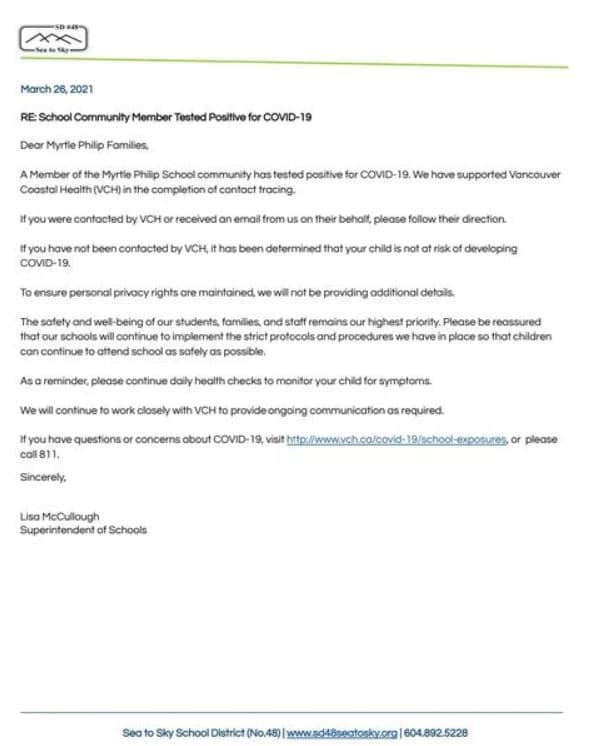 SD #48
Sea to Sky
March 26, 2021
RE: School Community Member Tested Positive for COVID-19
Dear Myrtle Philip Families,
A Member of the Myrtle Philip School community has tested positive for COVID-19. We have supported Vancouver
Coastal Health (VCH) in the completion of contact tracing.
If you were contacted by VCH or received an email from us on their behalf, please follow their direction.
If you have not been contacted by VCH, it has been determined that your child is not at risk of developing
COVID-19.
To ensure personal privacy rights are maintained, we will not be providing additional details.
The safety and well-being of our students, families, and staff remains our highest priority. Please be reassured
that our schools will continue to implement the strict protocols and procedures we have in place so that children
can continue to attend school as safely as possible.
As a reminder, please continue daily health checks to monitor your child for symptoms.
We will continue to work closely with VCH to provide ongoing communication as required.
If you have questions or concerns about COVID-19, visit http://www.vch.ca/covid-19/school-exposures, or please
call 811.
Sincerely,
Lisa McCullough
Superintendent of Schools
Sea to Sky School District (No.48) | www.sd48seatosky.org | 604.892.5228